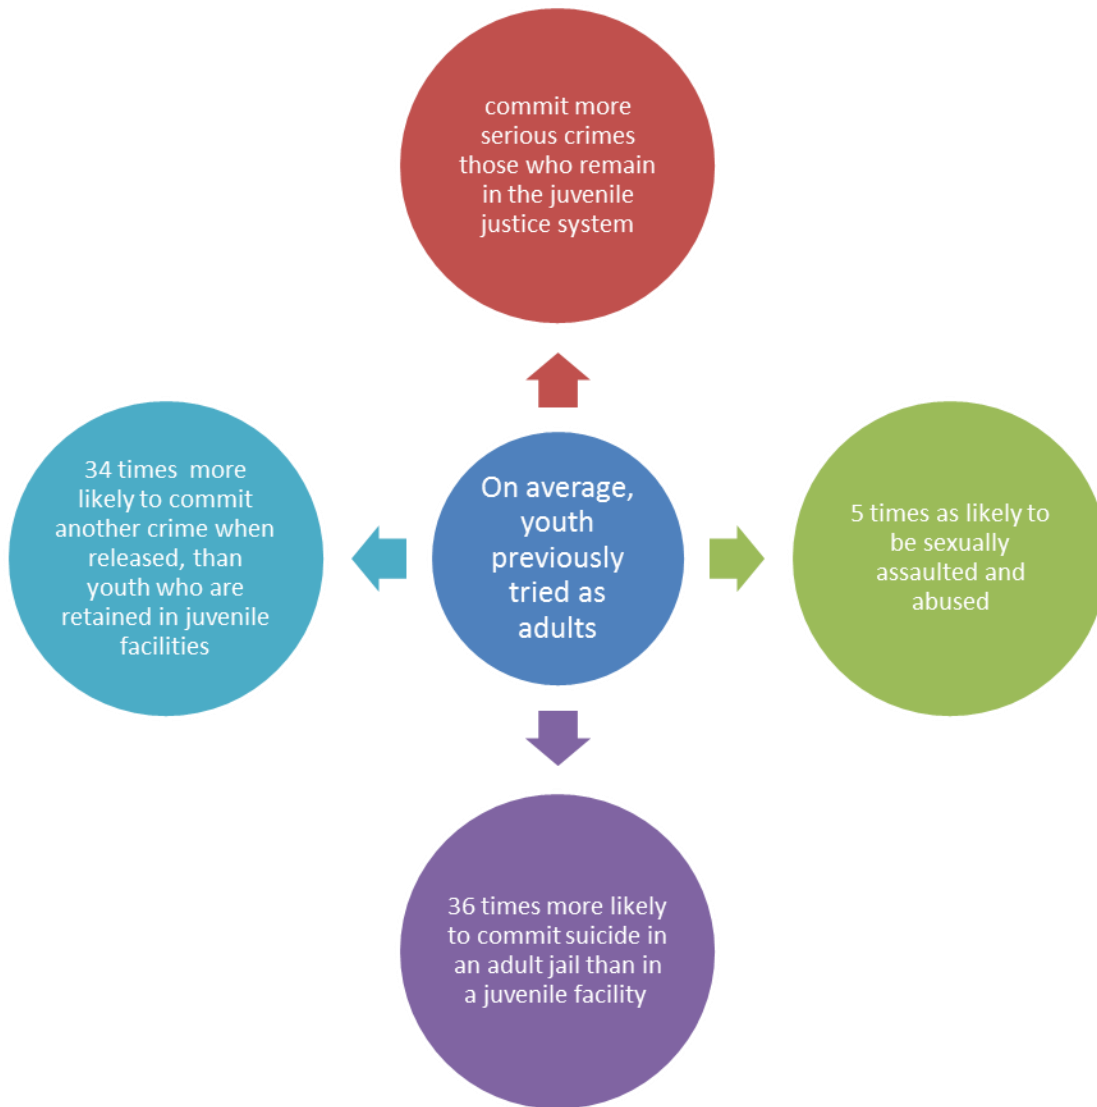 commit more
serious crimes
those who remain
in the juvenile
justice system
34 times  more
likely to commit
another crime when
released, than
youth who are
retained in juvenile
facilities
On average,
youth
previously
tried as
adults
5 times as likely to
be sexually
assaulted and
abused
36 times more likely
to commit suicide in
an adult jail than in
a juvenile facility